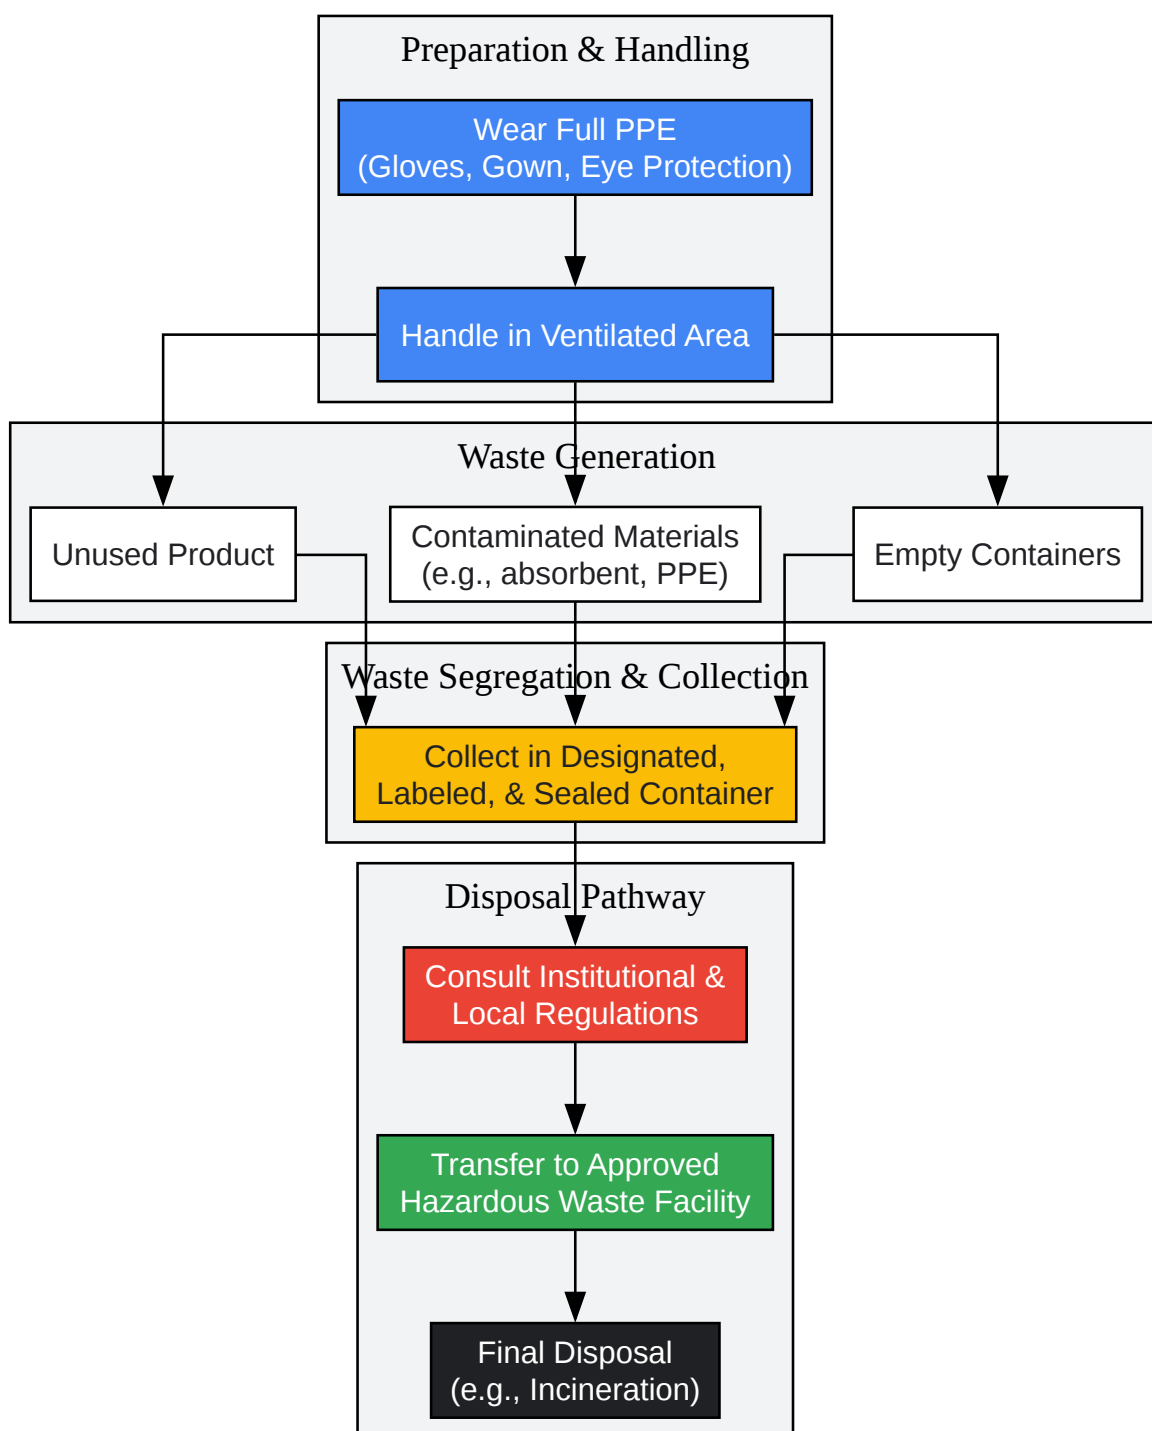 Preparation & Handling
Wear Full PPE
(Gloves, Gown, Eye Protection)
Handle in Ventilated Area
Waste Generation
Unused Product
Contaminated Materials
(e.g., absorbent, PPE)
Empty Containers
Waste Segregation & Collection
Collect in Designated,
Labeled, & Sealed Container
Disposal Pathway
Consult Institutional &
Local Regulations
Transfer to Approved
Hazardous Waste Facility
Final Disposal
(e.g., Incineration)